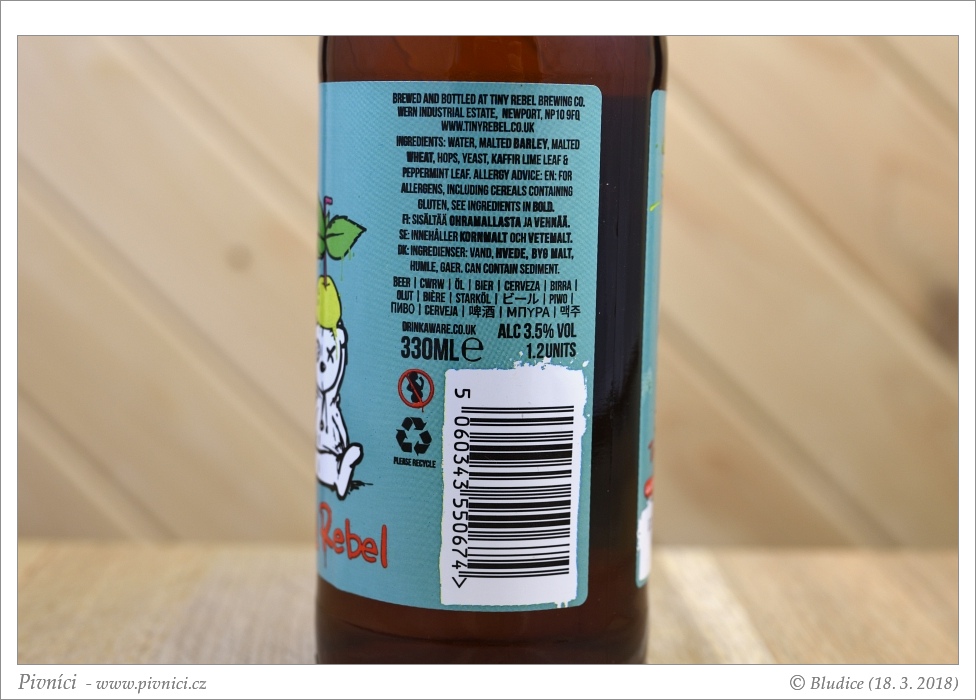 BREWED AND BOTTLED AT TINY REBEL BREWING CO.
WERN INDUSTRIAL ESTATE, NEWPORT, NP10 9FQ
WWW.TINYREBEL.CO.UK
INGREDIENTS: WATER, MALTED BARLEY, MALTED
WHEAT, HOPS, YEAST, KAFFIR LIME LEAF &
PEPPERMINT LEAF. ALLERGY ADVICE: EN: FOR
ALLERGENS, INCLUDING CEREALS CONTAINING
GLUTEN, SEE INGREDIENTS IN BOLD.
FI: SISÄLTÄÄ OHRAMALLASTA JA VEHNÄÄ.
SE: INNEHÅLLER KORNMALT OCH VETEMALT.
DK: INGREDIENSER: VAND, HVEDE, BYG MALT,
HUMLE, GAER. CAN CONTAIN SEDIMENT.
BEER | CWRW | ÖL | BIER | CERVEZA | BIRRA |
OLUT | BIÈRE | STARKÖL | ビール | PIWO |
ПИВО | CERVEJA | 啤酒 | ΜΠΥΡΑ | 맥주
DRINKAWARE.CO.UK
ALC 3.5% VOL
330ML e
1.2 UNITS
PLEASE RECYCLE
5 060343 550674 >
Rebel
Pivníci - www.pivnici.cz
© Bludice (18. 3. 2018)